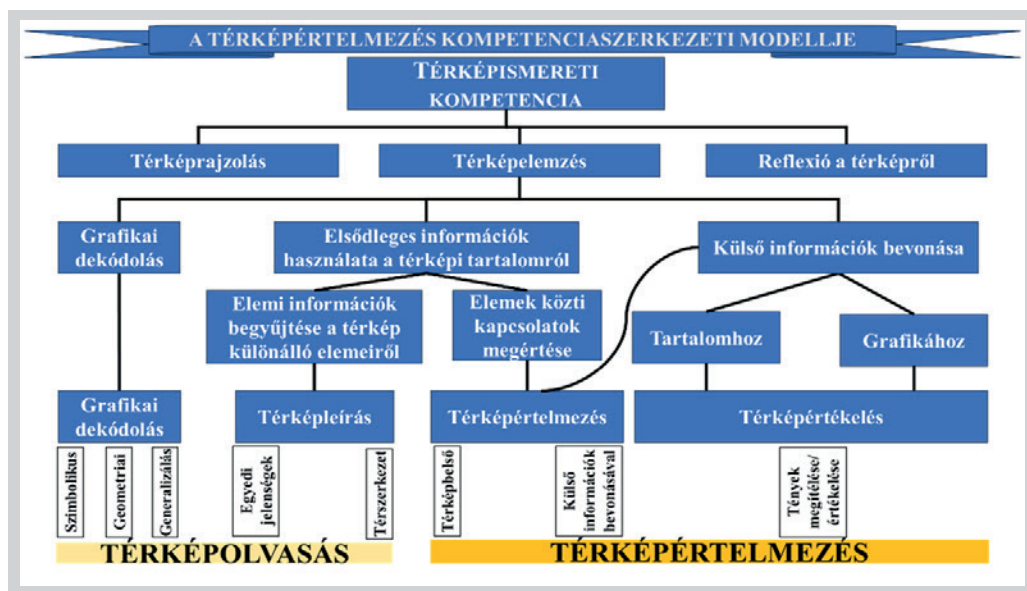 A TÉRKÉPÉRTELMEZÉS KOMPETENCIASZERKEZETI MODELLJE
TÉRKÉPISMERETI
KOMPETENCIA
Térképrajzolás
Térképelemzés
Reflexió a térképről
Grafikai
dekódolás
Elsődleges információk
használata a térképi tartalomról
Külső információk bevonása
Elemi információk
begyűjtése a térkép
különálló elemeiről
Elemek közti
kapcsolatok
megértése
Tartalomhoz
Grafikához
Grafikai
dekódolás
Térképleírás
Térképértelmezés
Térképértékelés
Szimbolikus
Geometriai
Generalizálás
Egyedi
jelenségek
Térszerkezet
Térképbelső
Külső
információk
bevonásával
Tények
megítélése/
értékelése
TÉRKÉPOLVASÁS
TÉRKÉPÉRTELMEZÉS